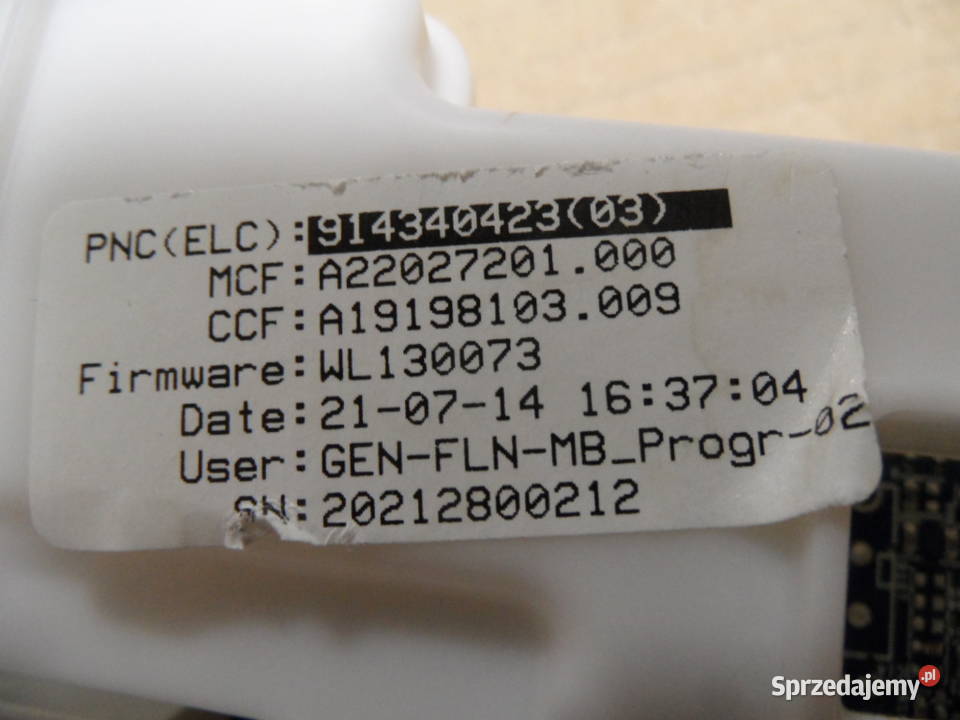 PNC(ELC):914340423(03)
MCF:A22027201.000
CCF:A19198103.009
Firmware:WL130073
Date:21-07-14 16:37:04
User:GEN-FLN-MB_Progr-02
SN:20212800212
Sprzedajemy.pl